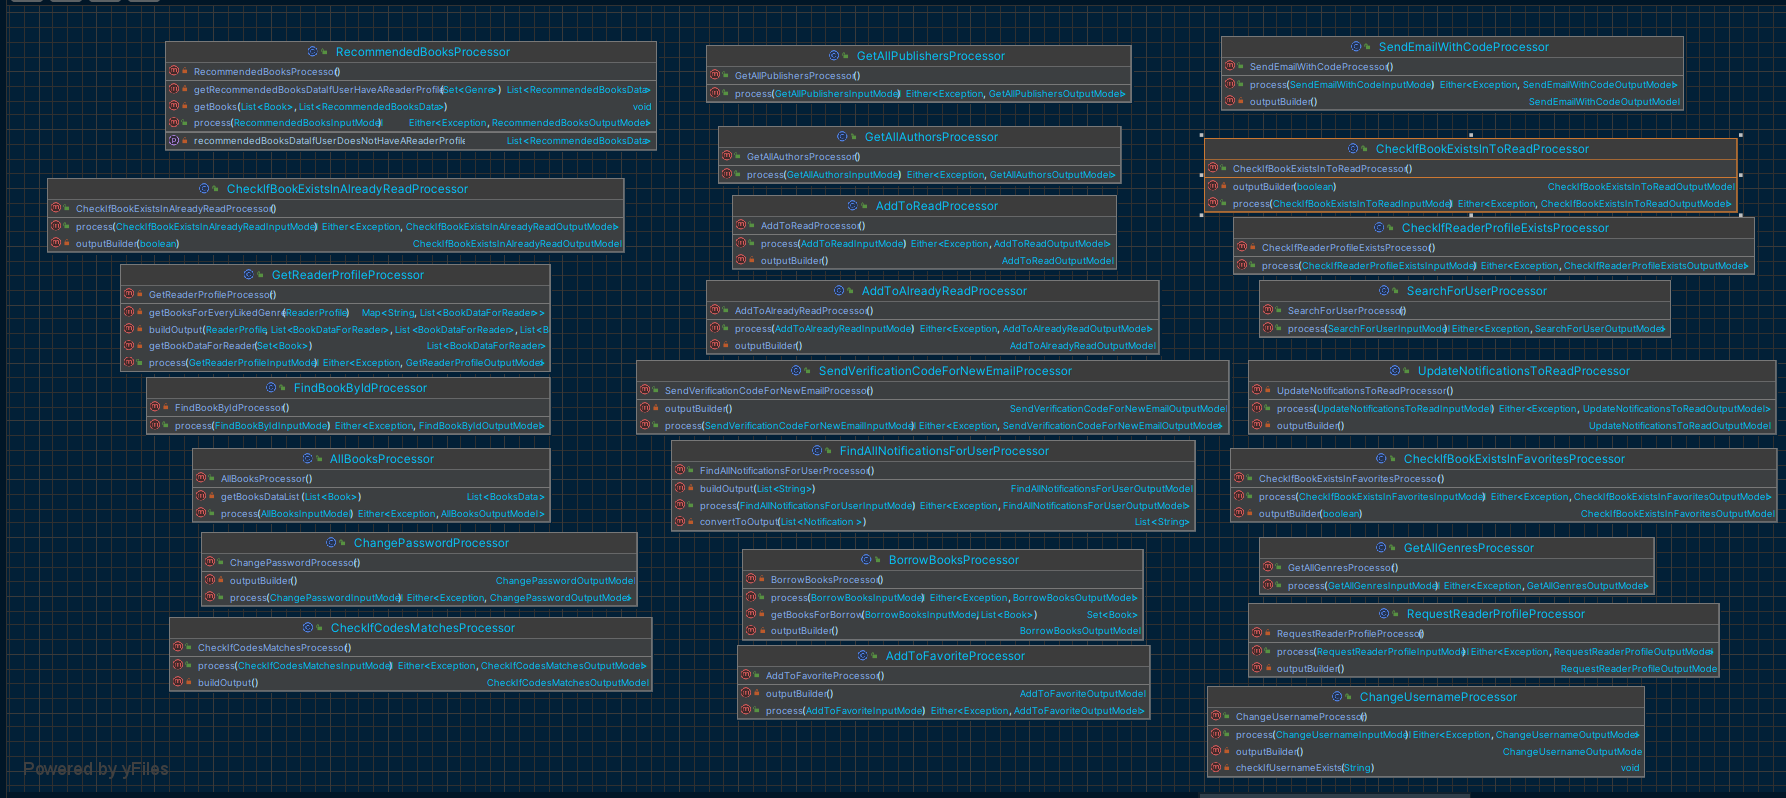 RecommendedBooksProcessor
RecommendedBooksProcessor()
getRecommendedBooksDataIfUserHaveAReaderProfile(Set<Genre>) List<RecommendedBooksData>
getBooks(List<Book>, List<RecommendedBooksData>) void
process(RecommendedBooksInputModel) Either<Exception, RecommendedBooksOutputModel>
recommendedBooksDataIfUserDoesNotHaveAReaderProfile List<RecommendedBooksData>
CheckIfBookExistsInAlreadyReadProcessor
CheckIfBookExistsInAlreadyReadProcessor()
process(CheckIfBookExistsInAlreadyReadInputModel) Either<Exception, CheckIfBookExistsInAlreadyReadOutputModel>
outputBuilder(boolean) CheckIfBookExistsInAlreadyReadOutputModel
GetReaderProfileProcessor
GetReaderProfileProcessor()
getBooksForEveryLikedGenre(ReaderProfile) Map<String, List<BookDataForReader>>
buildOutput(ReaderProfile, List<BookDataForReader>, List<BookDataForReader>, List<B
getBookDataForReader(Set<Book>) List<BookDataForReader>
process(GetReaderProfileInputModel) Either<Exception, GetReaderProfileOutputModel>
FindBookByIdProcessor
FindBookByIdProcessor()
process(FindBookByIdInputModel) Either<Exception, FindBookByIdOutputModel>
AllBooksProcessor
AllBooksProcessor()
getBooksDataList(List<Book>) List<BooksData>
process(AllBooksInputModel) Either<Exception, AllBooksOutputModel>
ChangePasswordProcessor
ChangePasswordProcessor()
outputBuilder() ChangePasswordOutputModel
process(ChangePasswordInputModel) Either<Exception, ChangePasswordOutputModel>
CheckIfCodesMatchesProcessor
CheckIfCodesMatchesProcessor()
process(CheckIfCodesMatchesInputModel) Either<Exception, CheckIfCodesMatchesOutputModel>
buildOutput() CheckIfCodesMatchesOutputModel
GetAllPublishersProcessor
GetAllPublishersProcessor()
process(GetAllPublishersInputModel) Either<Exception, GetAllPublishersOutputModel>
GetAllAuthorsProcessor
GetAllAuthorsProcessor()
process(GetAllAuthorsInputModel) Either<Exception, GetAllAuthorsOutputModel>
AddToReadProcessor
AddToReadProcessor()
process(AddToReadInputModel) Either<Exception, AddToReadOutputModel>
outputBuilder() AddToReadOutputModel
AddToAlreadyReadProcessor
AddToAlreadyReadProcessor()
process(AddToAlreadyReadInputModel) Either<Exception, AddToAlreadyReadOutputModel>
outputBuilder() AddToAlreadyReadOutputModel
SendVerificationCodeForNewEmailProcessor
SendVerificationCodeForNewEmailProcessor()
outputBuilder() SendVerificationCodeForNewEmailOutputModel
process(SendVerificationCodeForNewEmailInputModel) Either<Exception, SendVerificationCodeForNewEmailOutputModel>
FindAllNotificationsForUserProcessor
FindAllNotificationsForUserProcessor()
buildOutput(List<String>) FindAllNotificationsForUserOutputModel
process(FindAllNotificationsForUserInputModel) Either<Exception, FindAllNotificationsForUserOutputModel>
convertToOutput(List<Notification>) List<String>
BorrowBooksProcessor
BorrowBooksProcessor()
process(BorrowBooksInputModel) Either<Exception, BorrowBooksOutputModel>
getBooksForBorrow(BorrowBooksInputModel, List<Book>) Set<Book>
outputBuilder() BorrowBooksOutputModel
AddToFavoriteProcessor
AddToFavoriteProcessor()
outputBuilder() AddToFavoriteOutputModel
process(AddToFavoriteInputModel) Either<Exception, AddToFavoriteOutputModel>
SendEmailWithCodeProcessor
SendEmailWithCodeProcessor()
process(SendEmailWithCodeInputModel) Either<Exception, SendEmailWithCodeOutputModel>
outputBuilder() SendEmailWithCodeOutputModel
CheckIfBookExistsInToReadProcessor
CheckIfBookExistsInToReadProcessor()
outputBuilder(boolean) CheckIfBookExistsInToReadOutputModel
process(CheckIfBookExistsInToReadInputModel) Either<Exception, CheckIfBookExistsInToReadOutputModel>
CheckIfReaderProfileExistsProcessor
CheckIfReaderProfileExistsProcessor()
process(CheckIfReaderProfileExistsInputModel) Either<Exception, CheckIfReaderProfileExistsOutputModel>
SearchForUserProcessor
SearchForUserProcessor()
process(SearchForUserInputModel) Either<Exception, SearchForUserOutputModel>
UpdateNotificationsToReadProcessor
UpdateNotificationsToReadProcessor()
process(UpdateNotificationsToReadInputModel) Either<Exception, UpdateNotificationsToReadOutputModel>
outputBuilder() UpdateNotificationsToReadOutputModel
CheckIfBookExistsInFavoritesProcessor
CheckIfBookExistsInFavoritesProcessor()
process(CheckIfBookExistsInFavoritesInputModel) Either<Exception, CheckIfBookExistsInFavoritesOutputModel>
outputBuilder(boolean) CheckIfBookExistsInFavoritesOutputModel
GetAllGenresProcessor
GetAllGenresProcessor()
process(GetAllGenresInputModel) Either<Exception, GetAllGenresOutputModel>
RequestReaderProfileProcessor
RequestReaderProfileProcessor()
process(RequestReaderProfileInputModel) Either<Exception, RequestReaderProfileOutputModel>
outputBuilder() RequestReaderProfileOutputModel
ChangeUsernameProcessor
ChangeUsernameProcessor()
process(ChangeUsernameInputModel) Either<Exception, ChangeUsernameOutputModel>
outputBuilder() ChangeUsernameOutputModel
checkIfUsernameExists(String) void
Powered by yFiles